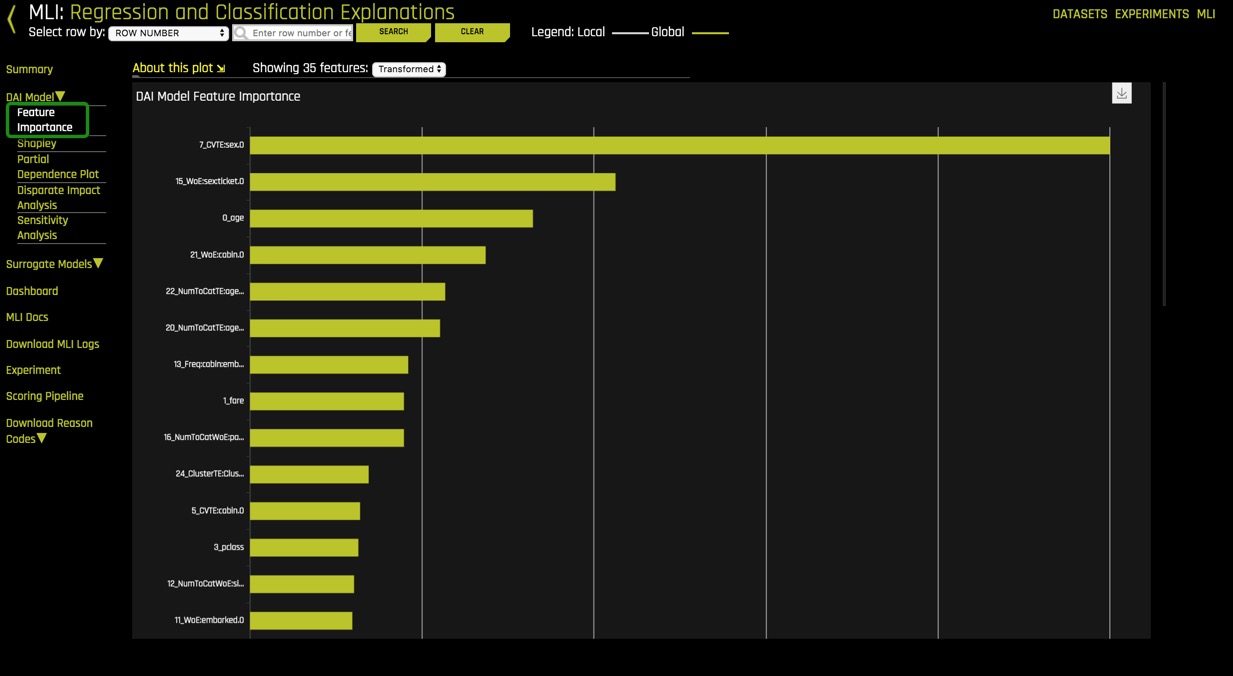 MLI: Regression and Classification Explanations
DATASETS EXPERIMENTS MLI
Select row by: ROW NUMBER Enter row number or fe SEARCH CLEAR Legend: Local Global
Summary
DAI Model
Feature
Importance
Shapley
Partial
Dependence Plot
Disparate Impact
Analysis
Sensitivity
Analysis
Surrogate Models
Dashboard
MLI Docs
Download MLI Logs
Experiment
Scoring Pipeline
Download Reason
Codes
About this plot Showing 35 features: Transformed
DAI Model Feature Importance
7_CVTE:sex.0
15_WoE:sex:ticket.0
0_age
21_WoE:cabin.0
22_NumToCatTE:age...
20_NumToCatTE:age...
13_Freq:cabin:emb...
1_fare
16_NumToCatWoE:pa...
24_ClusterTE:Clus...
5_CVTE:cabin.0
3_pclass
12_NumToCatWoE:si...
11_WoE:embarked.0